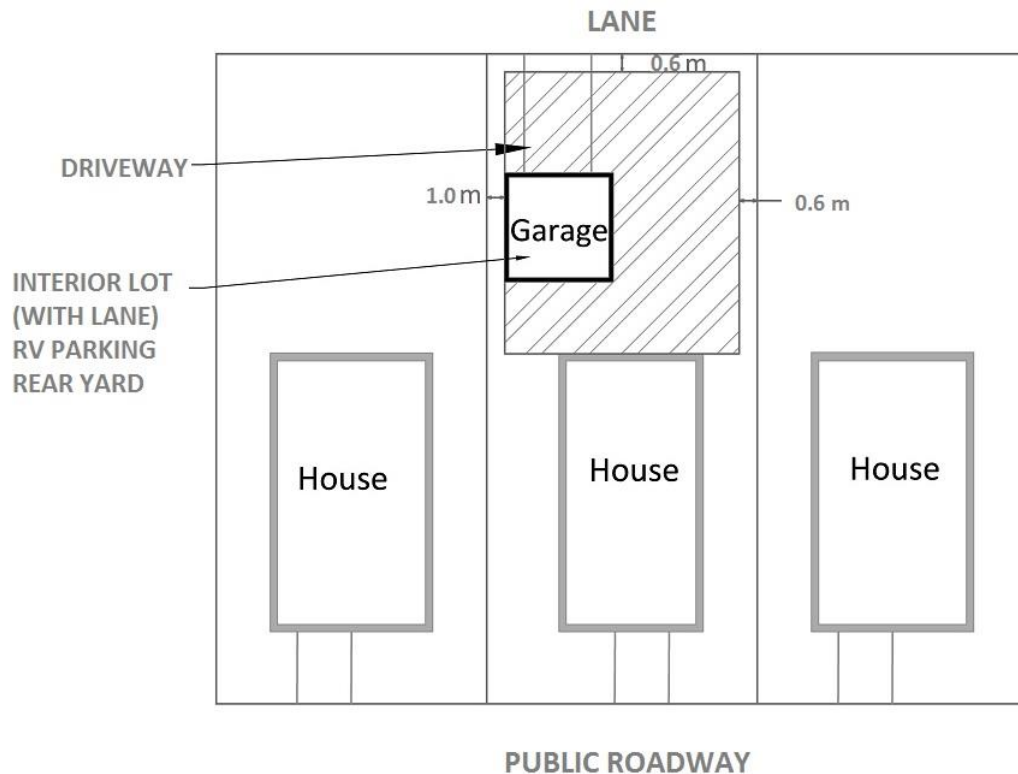 LANE
0.6 m
DRIVEWAY
1.0 m
0.6 m
Garage
INTERIOR LOT
(WITH LANE)
RV PARKING
REAR YARD
House
House
House
PUBLIC ROADWAY